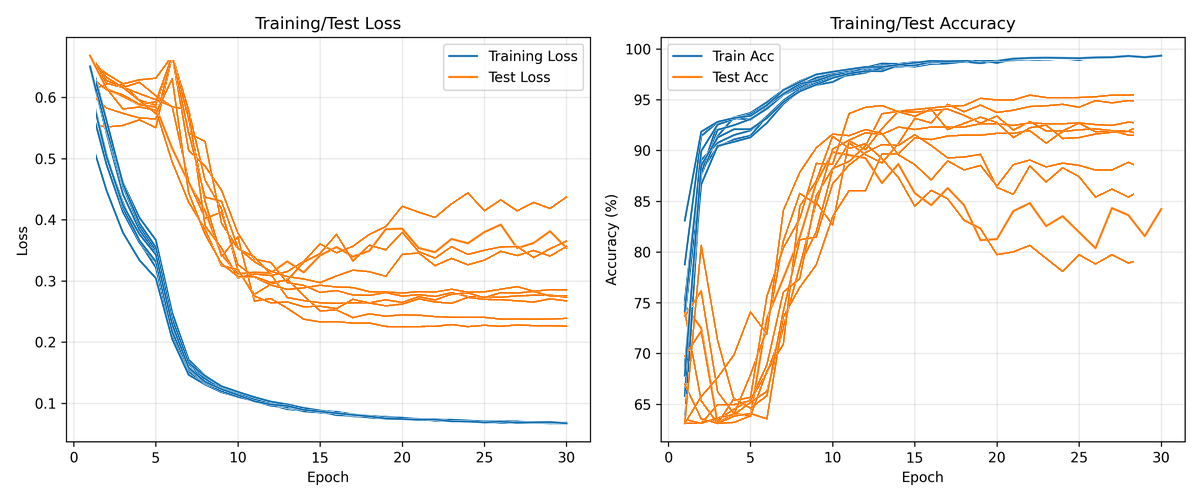 Training/Test Loss
Training Loss
Test Loss
Loss
0.6
0.5
0.4
0.3
0.2
0.1
0 5 10 15 20 25 30
Epoch
Training/Test Accuracy
Train Acc
Test Acc
Accuracy (%)
100
95
90
85
80
75
70
65
0 5 10 15 20 25 30
Epoch